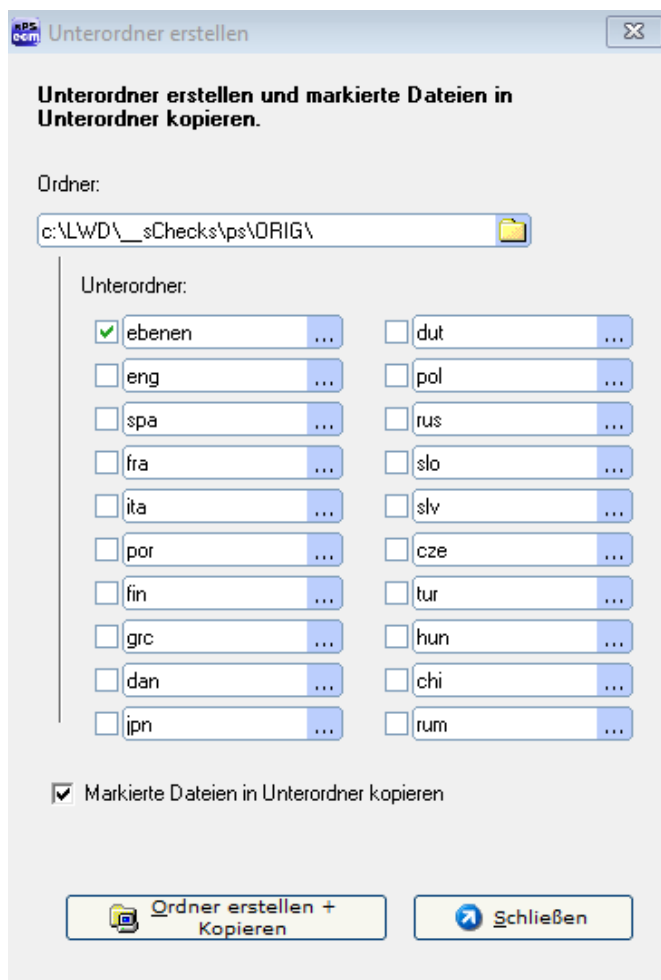 KPS
ecm
Unterordner erstellen
Unterordner erstellen und markierte Dateien in
Unterordner kopieren.
Ordner:
c:\LWD\__sChecks\ps\ORIG\
Unterordner:
ebenen ... dut ...
eng ... pol ...
spa ... rus ...
fra ... slo ...
ita ... slv ...
por ... cze ...
fin ... tur ...
grc ... hun ...
dan ... chi ...
jpn ... rum ...
Markierte Dateien in Unterordner kopieren
Ordner erstellen +
Kopieren
Schließen